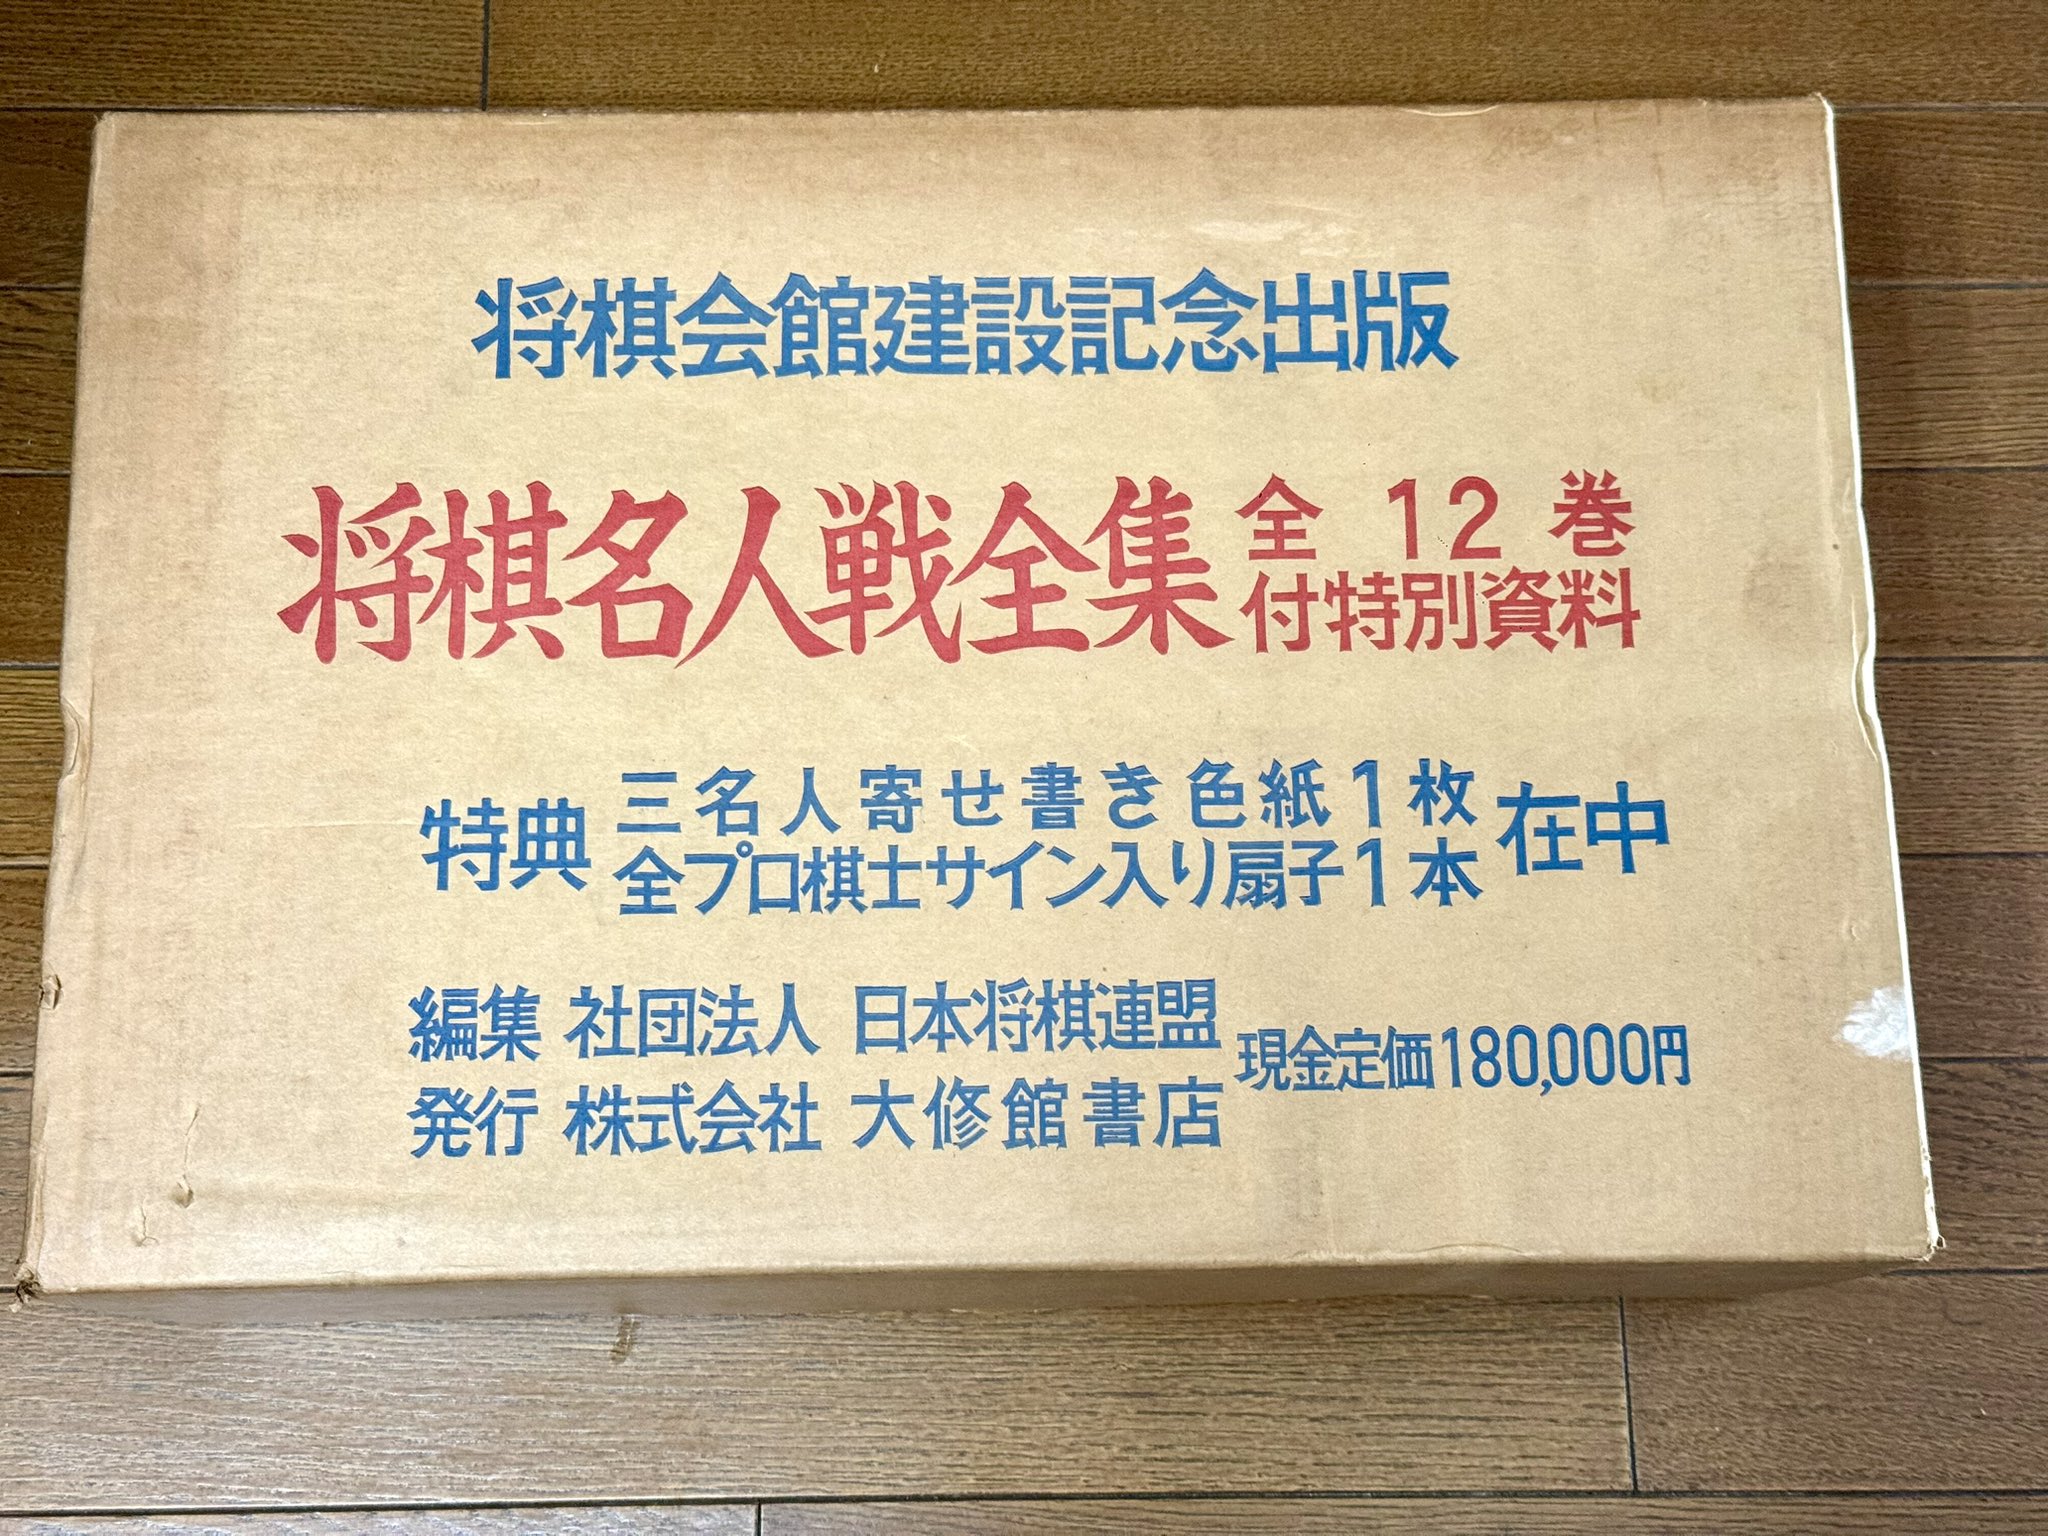 将棋会館建設記念出版
将棋名人戦全集 全12巻
付特別資料
特典 三名人寄せ書き色紙1枚
全プロ棋士サイン入り扇子1本 在中
編集 社団法人 日本将棋連盟
発行 株式会社 大修館書店
現金定価180,000円